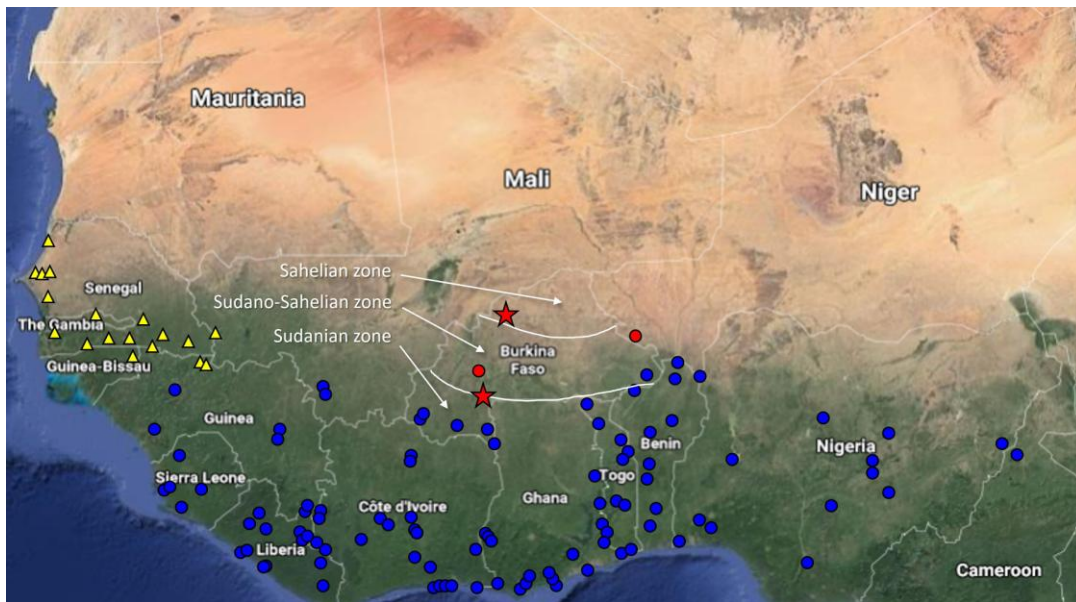 Mauritania
Mali
Niger
Sahelian zone
Senegal
Sudano-Sahelian zone
The Gambia
Sudanian zone
Burkina
Faso
Guinea-Bissau
Guinea
Benin
Nigeria
Sierra Leone
Togo
Côte d'Ivoire
Ghana
Liberia
Cameroon